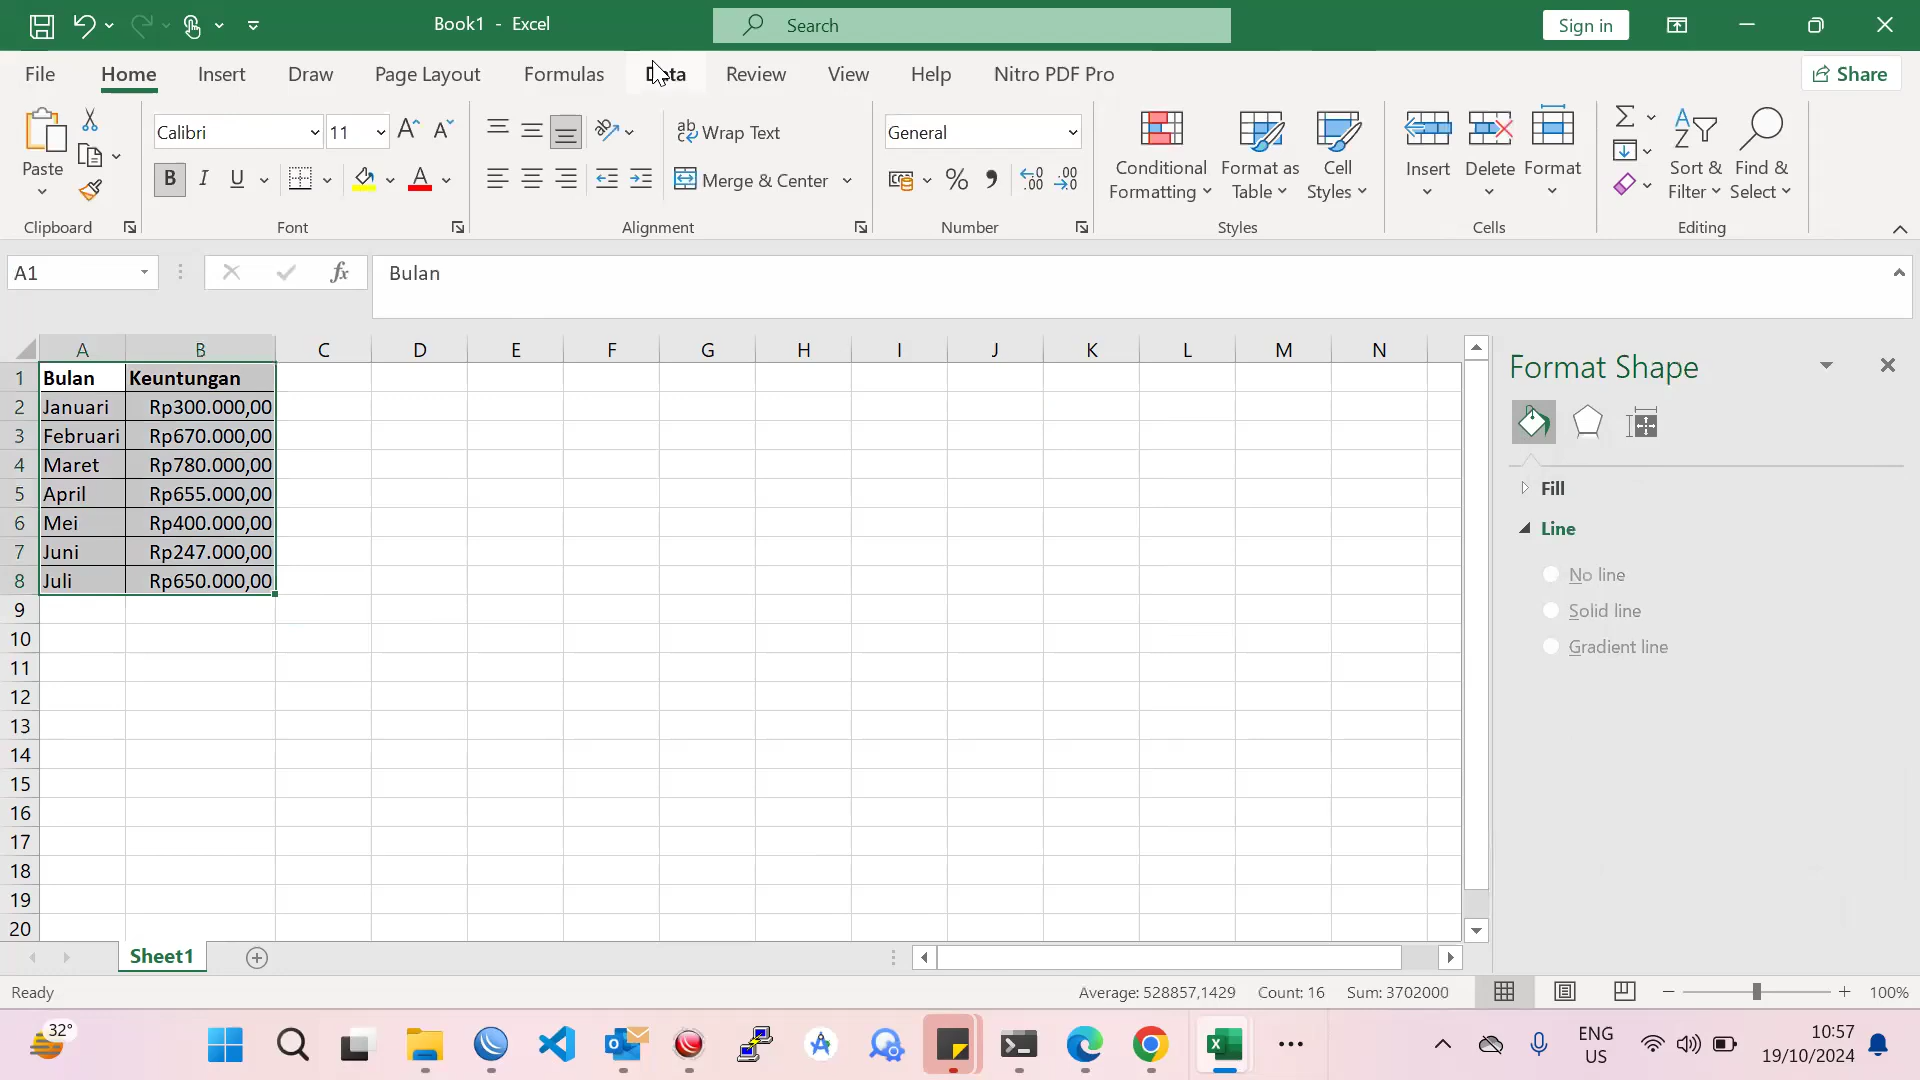 Book1 - Excel
Search
Sign in
File Home Insert Draw Page Layout Formulas Data Review View Help Nitro PDF Pro
Share
Paste
Calibri 11
B I U
Wrap Text
Merge & Center
General
Conditional Formatting
Format as Table
Cell Styles
Insert Delete Format
Sort & Filter
Find & Select
Clipboard Font Alignment Number Styles Cells Editing
A1
fx
Bulan
A B C D E F G H I J K L M N
1 Bulan Keuntungan
2 Januari Rp300.000,00
3 Februari Rp670.000,00
4 Maret Rp780.000,00
5 April Rp655.000,00
6 Mei Rp400.000,00
7 Juni Rp247.000,00
8 Juli Rp650.000,00
9
10
11
12
13
14
15
16
17
18
19
20
Format Shape
Fill
Line
No line
Solid line
Gradient line
Sheet1
Ready
Average: 528857,1429 Count: 16 Sum: 3702000
100%
32°
ENG
US
10:57
19/10/2024